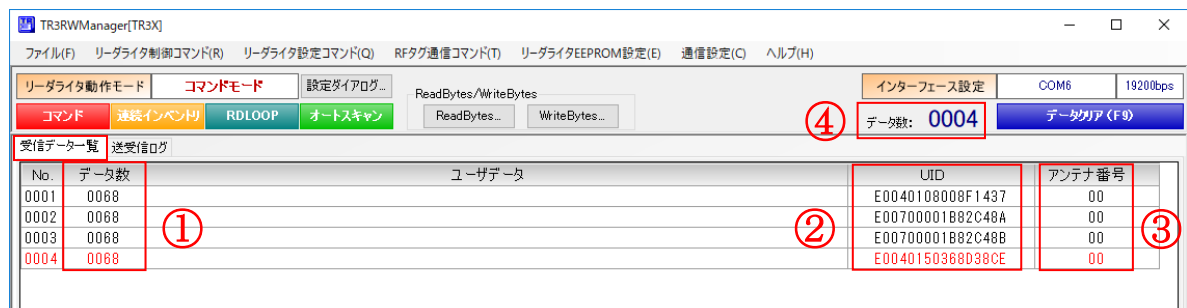 TR3RWManager[TR3X]
ファイル(F) リーダライタ制御コマンド(R) リーダライタ設定コマンド(Q) RFタグ通信コマンド(T) リーダライタEEPROM設定(E) 通信設定(C) ヘルプ(H)
リーダライタ動作モード コマンドモード 設定ダイアログ... ReadBytes/WriteBytes インターフェース設定 COM6 19200bps
コマンド 連続インベントリ RDLOOP オートスキャン ReadBytes... WriteBytes... ④ データ数: 0004 データクリア(F9)
受信データ一覧 送受信ログ
No. データ数 ユーザデータ UID アンテナ番号
0001 0068 E0040108008F1437 00
0002 0068 E00700001B82C48A 00
0003 0068 E00700001B82C48B 00
0004 0068 E0040150368D38CE 00
① ② ③